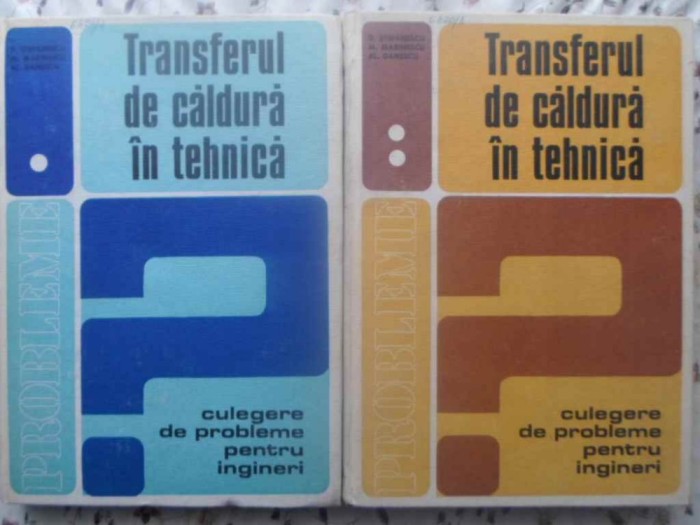 Transferul
de căldură
în tehnică
PROBLEME
culegere
de probleme
pentru
ingineri
Transferul
de căldură
în tehnică
PROBLEME
culegere
de probleme
pentru
ingineri